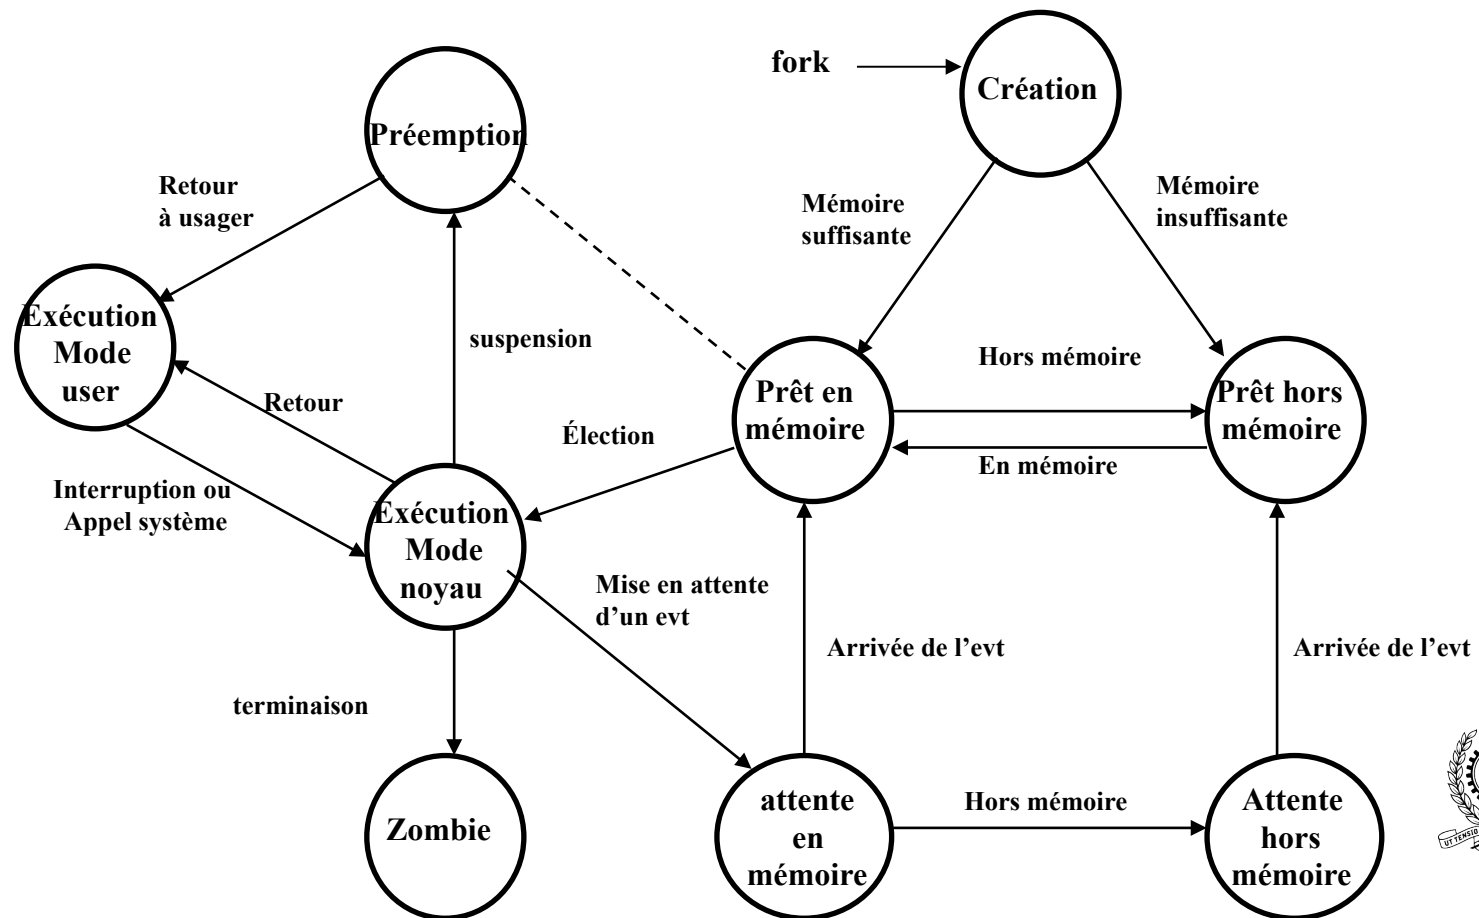 fork
Création
Préemption
Retour
à usager
Mémoire
suffisante
Mémoire
insuffisante
Exécution
Mode
user
suspension
Hors mémoire
Prêt en
mémoire
Prêt hors
mémoire
Retour
Élection
En mémoire
Interruption ou
Appel système
Exécution
Mode
noyau
Mise en attente
d’un evt
Arrivée de l’evt
Arrivée de l’evt
terminaison
Zombie
attente
en
mémoire
Hors mémoire
Attente
hors
mémoire
UT TENSIO